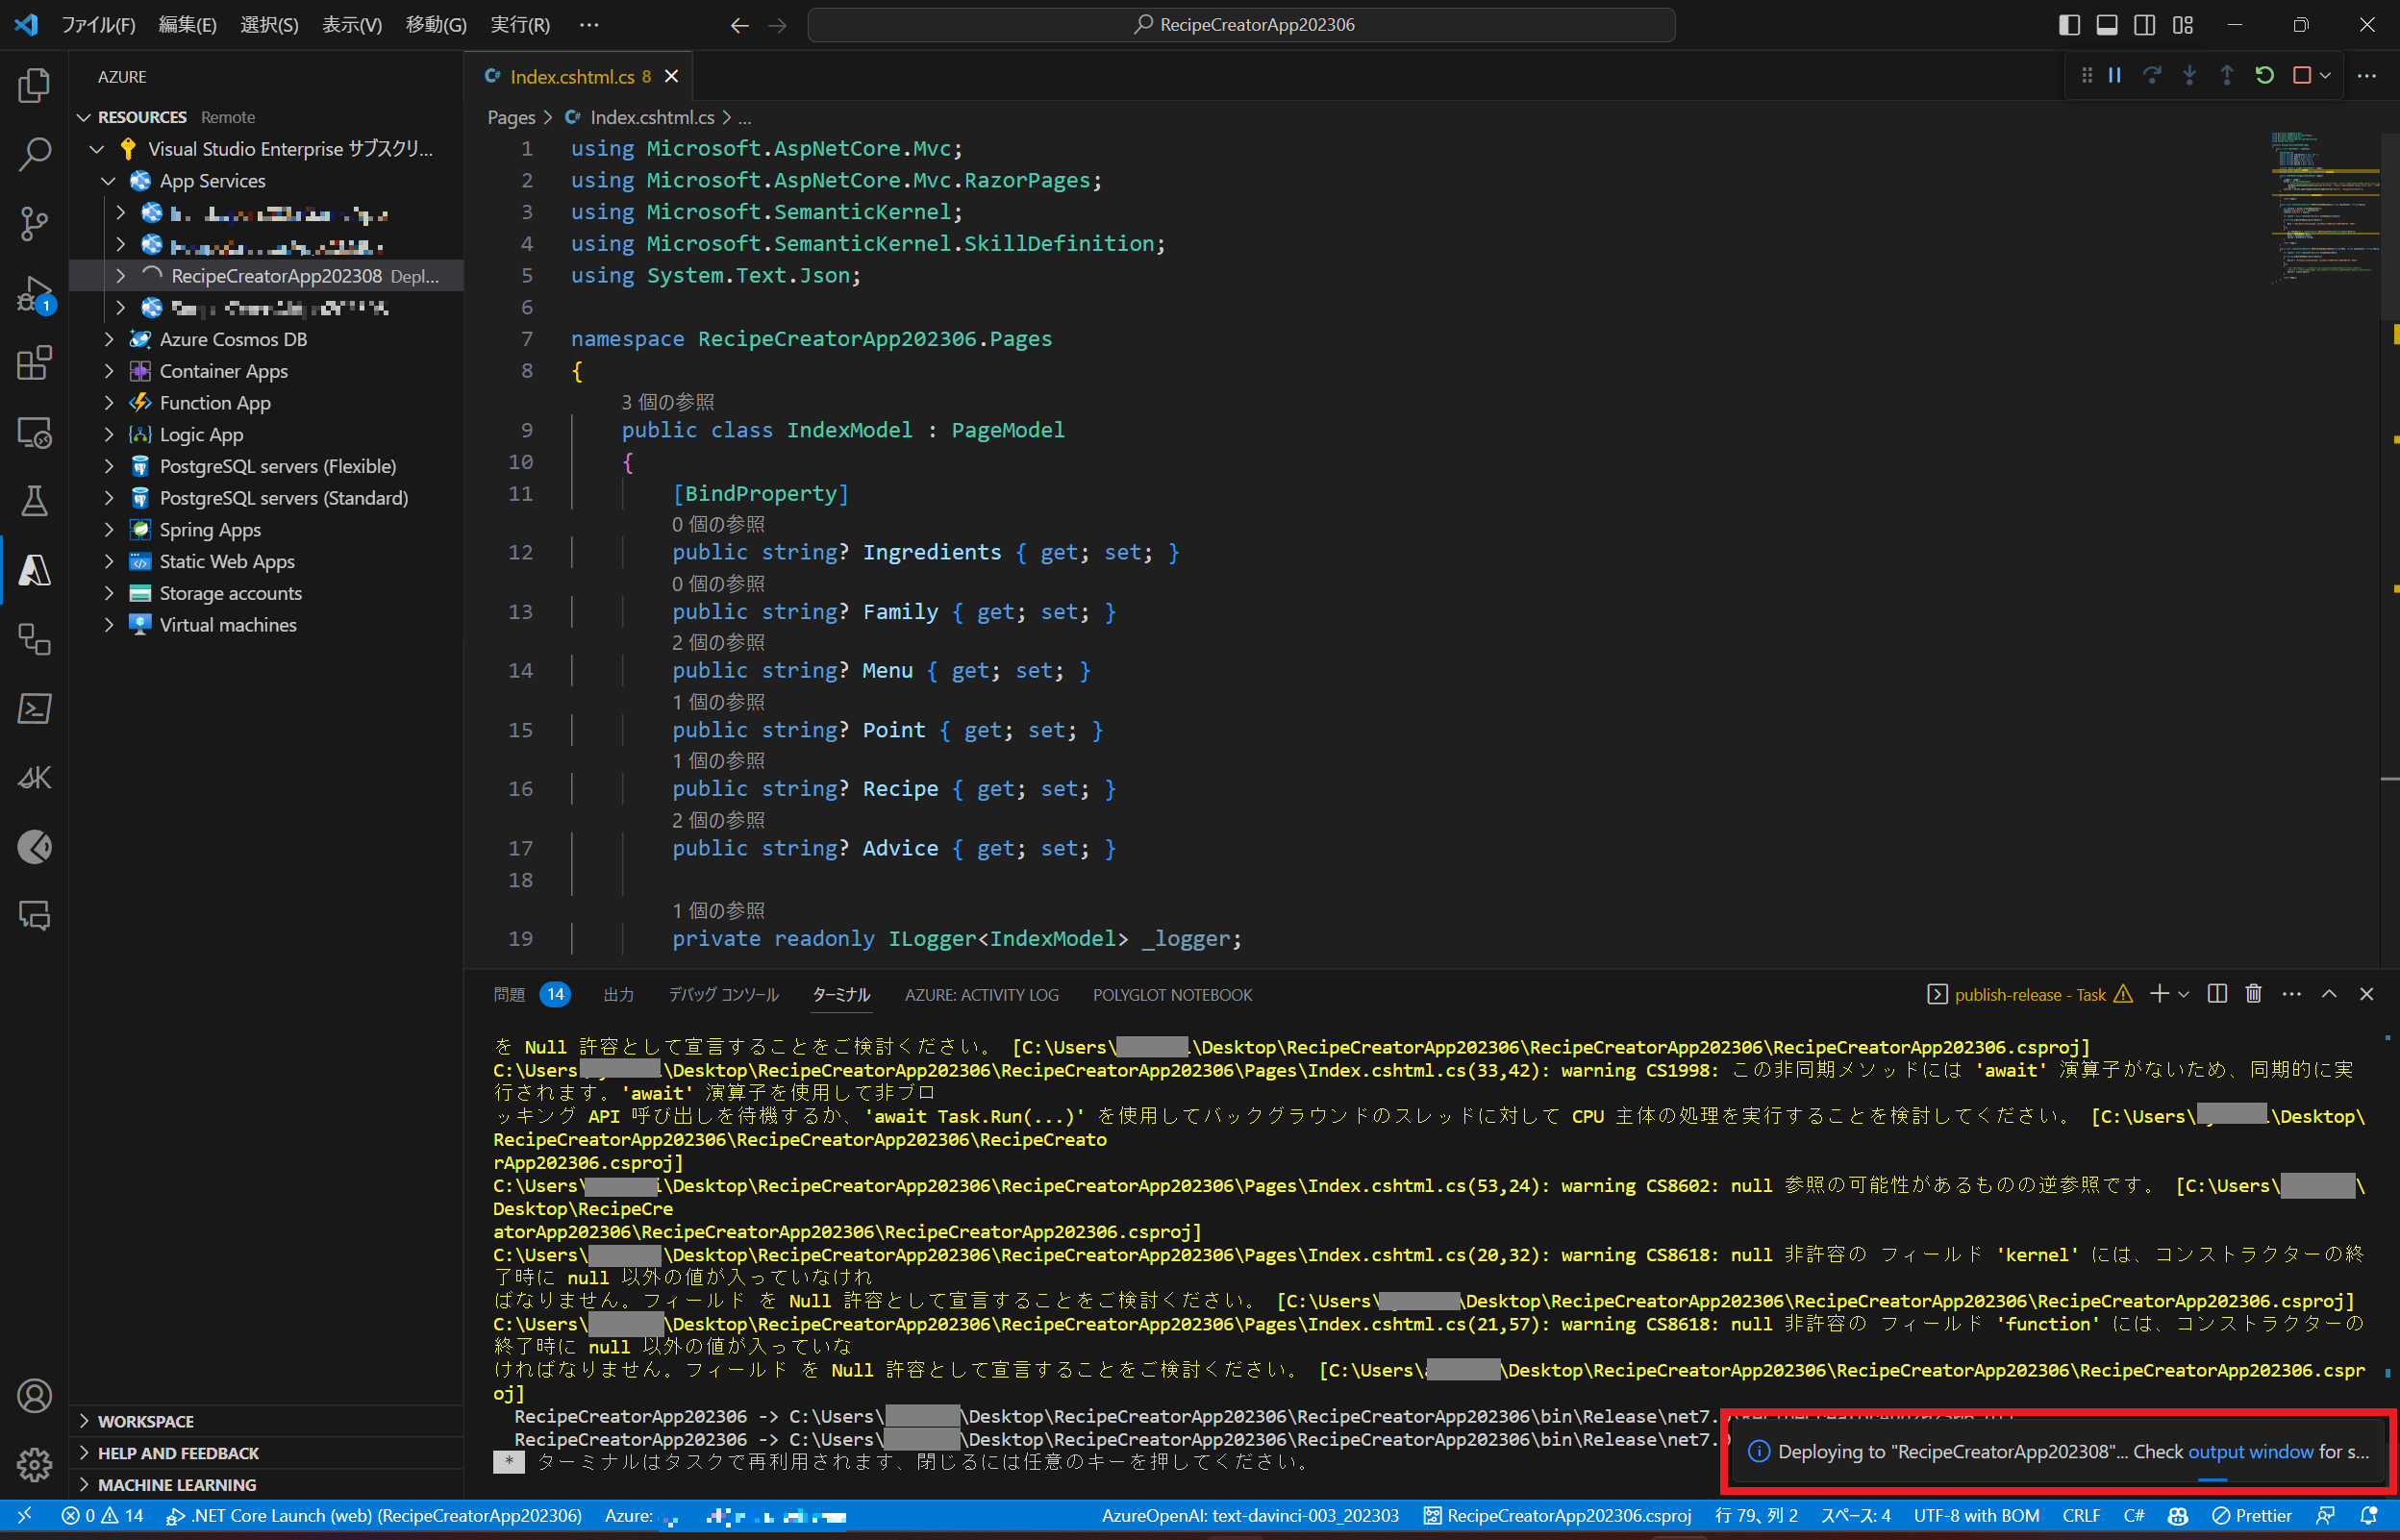 ファイル(F) 編集(E) 選択(S) 表示(V) 移動(G) 実行(R) ···
RecipeCreatorApp202306
AZURE
RESOURCES Remote
Visual Studio Enterprise サブスクリ...
App Services
RecipeCreatorApp202308 Depl...
Azure Cosmos DB
Container Apps
Function App
Logic App
PostgreSQL servers (Flexible)
PostgreSQL servers (Standard)
Spring Apps
Static Web Apps
Storage accounts
Virtual machines
WORKSPACE
HELP AND FEEDBACK
MACHINE LEARNING
1
C# Index.cshtml.cs 8
Pages > C# Index.cshtml.cs > ...
1 using Microsoft.AspNetCore.Mvc;
2 using Microsoft.AspNetCore.Mvc.RazorPages;
3 using Microsoft.SemanticKernel;
4 using Microsoft.SemanticKernel.SkillDefinition;
5 using System.Text.Json;
6
7 namespace RecipeCreatorApp202306.Pages
8 {
3 個の参照
9 public class IndexModel : PageModel
10 {
11 [BindProperty]
0 個の参照
12 public string? Ingredients { get; set; }
0 個の参照
13 public string? Family { get; set; }
2 個の参照
14 public string? Menu { get; set; }
1 個の参照
15 public string? Point { get; set; }
1 個の参照
16 public string? Recipe { get; set; }
2 個の参照
17 public string? Advice { get; set; }
18
1 個の参照
19 private readonly ILogger<IndexModel> _logger;
問題 14 出力 デバッグ コンソール ターミナル AZURE: ACTIVITY LOG POLYGLOT NOTEBOOK publish-release - Task
を Null 許容として宣言することをご検討ください。 [C:\Users\ \Desktop\RecipeCreatorApp202306\RecipeCreatorApp202306\RecipeCreatorApp202306.csproj]
C:\Users \Desktop\RecipeCreatorApp202306\RecipeCreatorApp202306\Pages\Index.cshtml.cs(33,42): warning CS1998: この非同期メソッドには 'await' 演算子がないため、同期的に実
行されます。'await' 演算子を使用して非ブロ
ッキング API 呼び出しを待機するか、'await Task.Run(...)' を使用してバックグラウンドのスレッドに対して CPU 主体の処理を実行することを検討してください。 [C:\Users\ \Desktop\
RecipeCreatorApp202306\RecipeCreatorApp202306\RecipeCreato
rApp202306.csproj]
C:\Users\ \Desktop\RecipeCreatorApp202306\RecipeCreatorApp202306\Pages\Index.cshtml.cs(53,24): warning CS8602: null 参照の可能性があるものの逆参照です。 [C:\Users\ \
Desktop\RecipeCre
atorApp202306\RecipeCreatorApp202306\RecipeCreatorApp202306.csproj]
C:\Users\ \Desktop\RecipeCreatorApp202306\RecipeCreatorApp202306\Pages\Index.cshtml.cs(20,32): warning CS8618: null 非許容の フィールド 'kernel' には、コンストラクターの終
了時に null 以外の値が入っていなけれ
ばなりません。フィールド を Null 許容として宣言することをご検討ください。 [C:\Users\ \Desktop\RecipeCreatorApp202306\RecipeCreatorApp202306\RecipeCreatorApp202306.csproj]
C:\Users\ \Desktop\RecipeCreatorApp202306\RecipeCreatorApp202306\Pages\Index.cshtml.cs(21,57): warning CS8618: null 非許容の フィールド 'function' には、コンストラクターの
終了時に null 以外の値が入っていな
ければなりません。フィールド を Null 許容として宣言することをご検討ください。 [C:\Users\ \Desktop\RecipeCreatorApp202306\RecipeCreatorApp202306\RecipeCreatorApp202306.cspr
oj]
RecipeCreatorApp202306 -> C:\Users\ \Desktop\RecipeCreatorApp202306\RecipeCreatorApp202306\bin\Release\net7.
RecipeCreatorApp202306 -> C:\Users\ \Desktop\RecipeCreatorApp202306\RecipeCreatorApp202306\bin\Release\net7.
* ターミナルはタスクで再利用されます、閉じるには任意のキーを押してください。
Deploying to "RecipeCreatorApp202308"... Check output window for s...
0 14 .NET Core Launch (web) (RecipeCreatorApp202306) Azure: AzureOpenAI: text-davinci-003_202303 RecipeCreatorApp202306.csproj 行 79、列 2 スペース: 4 UTF-8 with BOM CRLF C# Prettier